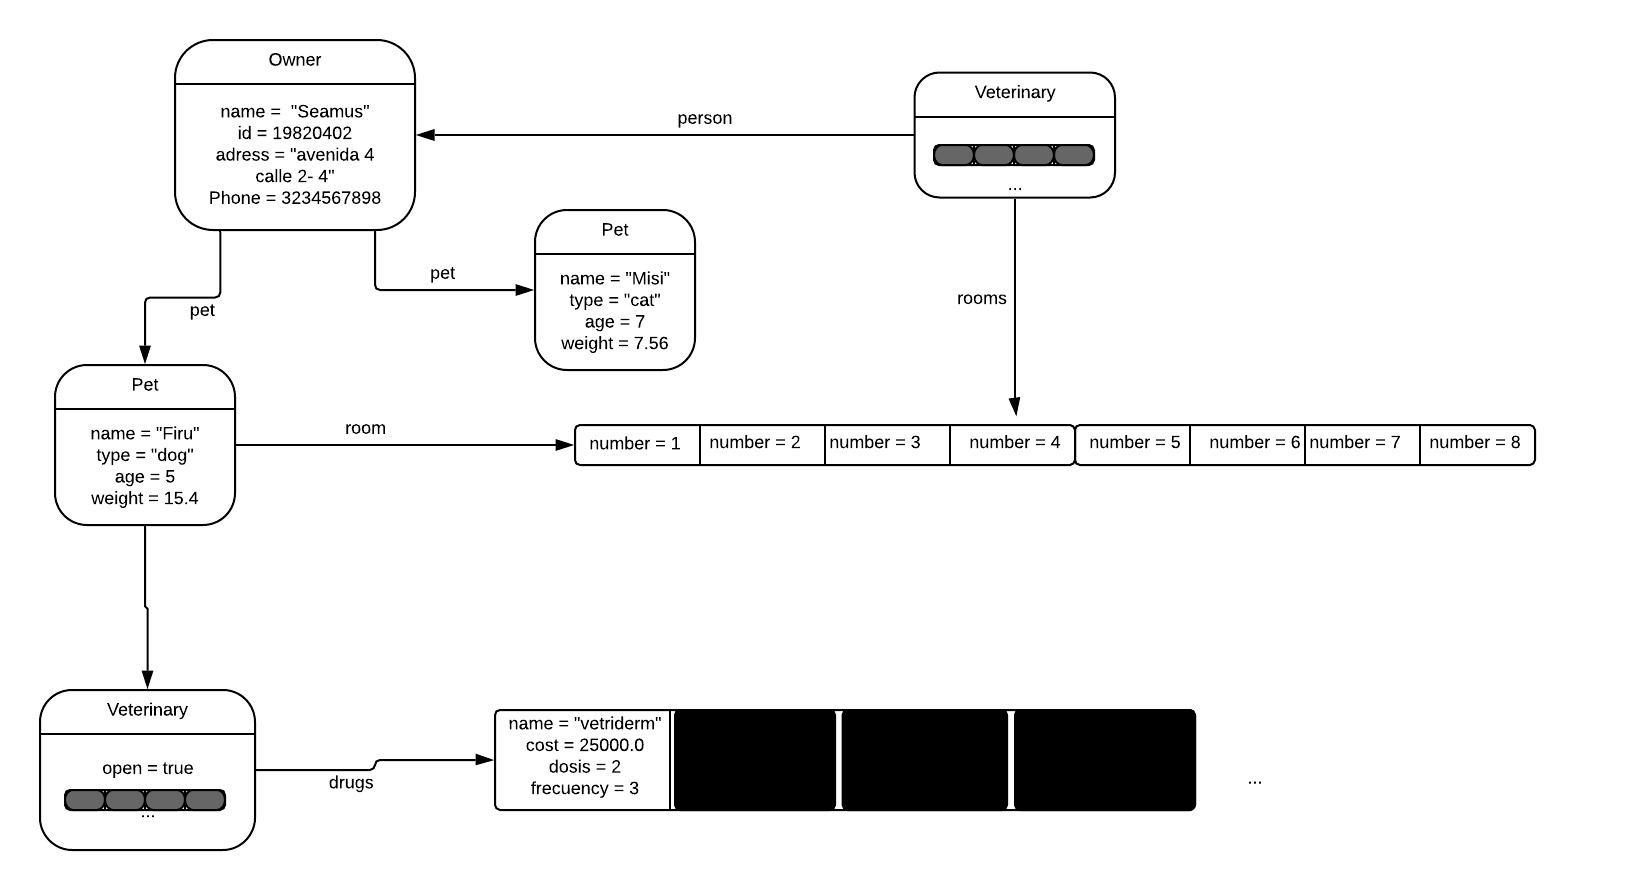 Owner
name =  "Seamus"
id = 19820402
adress = "avenida 4
calle 2- 4"
Phone = 3234567898
person
Veterinary
...
pet
pet
Pet
name = "Misi"
type = "cat"
age = 7
weight = 7.56
rooms
Pet
name = "Firu"
type = "dog"
age = 5
weight = 15.4
room
number = 1
number = 2
number = 3
number = 4
number = 5
number = 6
number = 7
number = 8
Veterinary
open = true
...
drugs
name = "vetriderm"
cost = 25000.0
dosis = 2
frecuency = 3
...